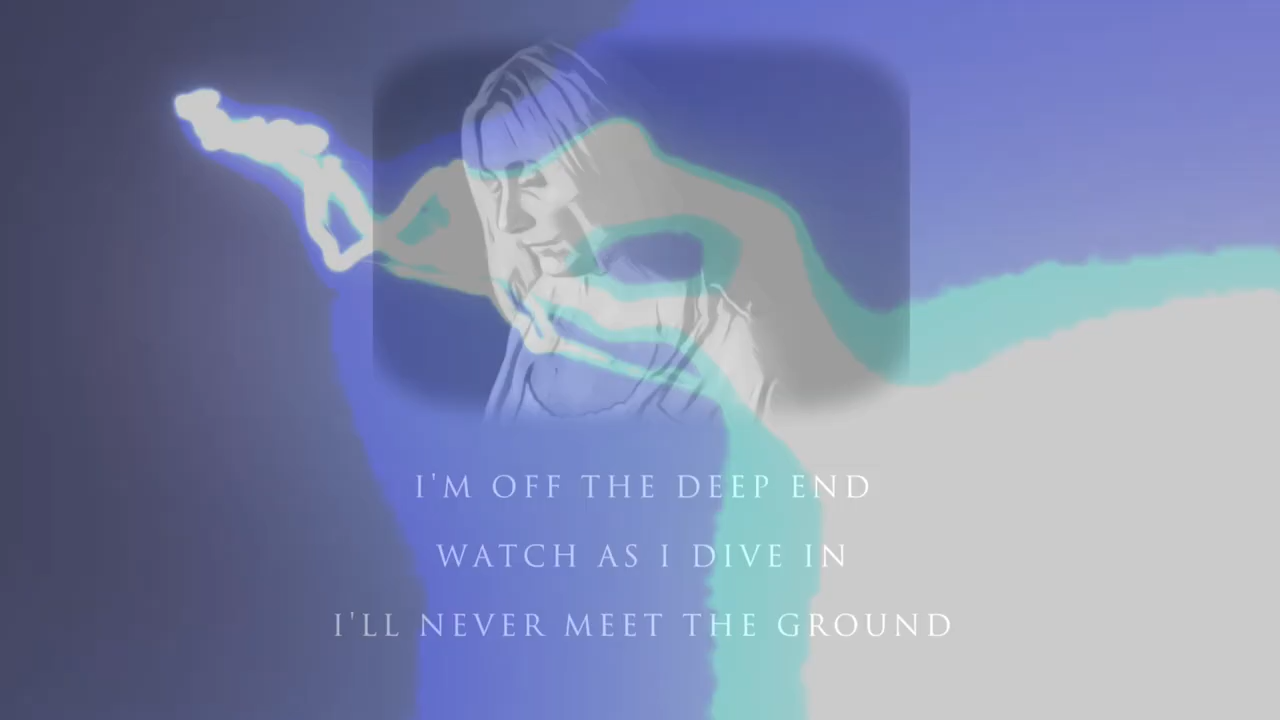 I'M OFF THE DEEP END
WATCH AS I DIVE IN
I'LL NEVER MEET THE GROUND